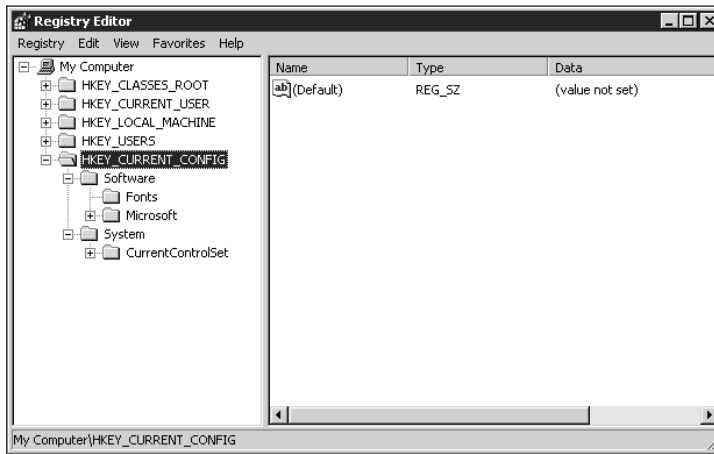 Registry Editor
Registry Edit View Favorites Help
My Computer
HKEY_CLASSES_ROOT
HKEY_CURRENT_USER
HKEY_LOCAL_MACHINE
HKEY_USERS
HKEY_CURRENT_CONFIG
Software
Fonts
Microsoft
System
CurrentControlSet
Name Type Data
ab (Default) REG_SZ (value not set)
My Computer\HKEY_CURRENT_CONFIG